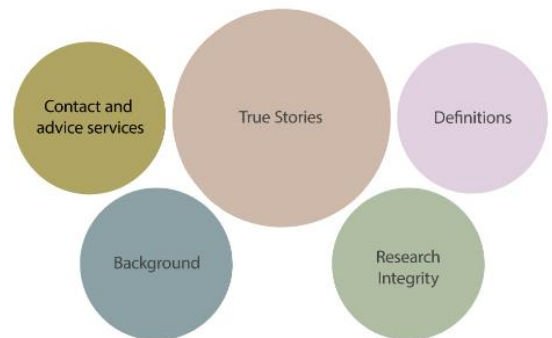 Contact and
advice services
True Stories
Definitions
Background
Research
Integrity